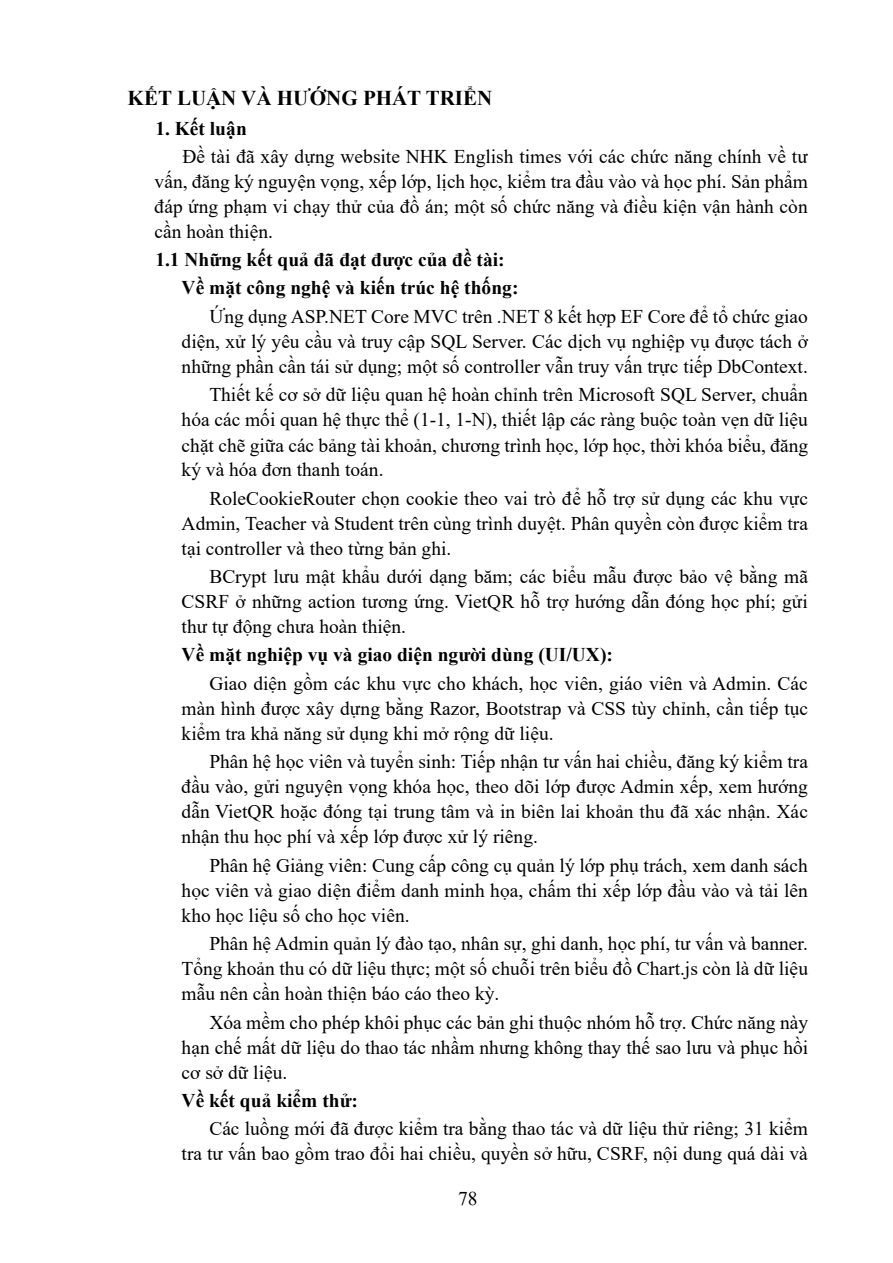 KẾT LUẬN VÀ HƯỚNG PHÁT TRIỂN
1. Kết luận
Đề tài đã xây dựng website NHK English times với các chức năng chính về tư
vấn, đăng ký nguyện vọng, xếp lớp, lịch học, kiểm tra đầu vào và học phí. Sản phẩm
đáp ứng phạm vi chạy thử của đồ án; một số chức năng và điều kiện vận hành còn
cần hoàn thiện.
1.1 Những kết quả đã đạt được của đề tài:
Về mặt công nghệ và kiến trúc hệ thống:
Ứng dụng ASP.NET Core MVC trên .NET 8 kết hợp EF Core để tổ chức giao
diện, xử lý yêu cầu và truy cập SQL Server. Các dịch vụ nghiệp vụ được tách ở
những phần cần tái sử dụng; một số controller vẫn truy vấn trực tiếp DbContext.
Thiết kế cơ sở dữ liệu quan hệ hoàn chỉnh trên Microsoft SQL Server, chuẩn
hóa các mối quan hệ thực thể (1-1, 1-N), thiết lập các ràng buộc toàn vẹn dữ liệu
chặt chẽ giữa các bảng tài khoản, chương trình học, lớp học, thời khóa biểu, đăng
ký và hóa đơn thanh toán.
RoleCookieRouter chọn cookie theo vai trò để hỗ trợ sử dụng các khu vực
Admin, Teacher và Student trên cùng trình duyệt. Phân quyền còn được kiểm tra
tại controller và theo từng bản ghi.
BCrypt lưu mật khẩu dưới dạng băm; các biểu mẫu được bảo vệ bằng mã
CSRF ở những action tương ứng. VietQR hỗ trợ hướng dẫn đóng học phí; gửi
thư tự động chưa hoàn thiện.
Về mặt nghiệp vụ và giao diện người dùng (UI/UX):
Giao diện gồm các khu vực cho khách, học viên, giáo viên và Admin. Các
màn hình được xây dựng bằng Razor, Bootstrap và CSS tùy chỉnh, cần tiếp tục
kiểm tra khả năng sử dụng khi mở rộng dữ liệu.
Phân hệ học viên và tuyển sinh: Tiếp nhận tư vấn hai chiều, đăng ký kiểm tra
đầu vào, gửi nguyện vọng khóa học, theo dõi lớp được Admin xếp, xem hướng
dẫn VietQR hoặc đóng tại trung tâm và in biên lai khoản thu đã xác nhận. Xác
nhận thu học phí và xếp lớp được xử lý riêng.
Phân hệ Giảng viên: Cung cấp công cụ quản lý lớp phụ trách, xem danh sách
học viên và giao diện điểm danh minh họa, chấm thi xếp lớp đầu vào và tải lên
kho học liệu số cho học viên.
Phân hệ Admin quản lý đào tạo, nhân sự, ghi danh, học phí, tư vấn và banner.
Tổng khoản thu có dữ liệu thực; một số chuỗi trên biểu đồ Chart.js còn là dữ liệu
mẫu nên cần hoàn thiện báo cáo theo kỳ.
Xóa mềm cho phép khôi phục các bản ghi thuộc nhóm hỗ trợ. Chức năng này
hạn chế mất dữ liệu do thao tác nhầm nhưng không thay thế sao lưu và phục hồi
cơ sở dữ liệu.
Về kết quả kiểm thử:
Các luồng mới đã được kiểm tra bằng thao tác và dữ liệu thử riêng; 31 kiểm
tra tư vấn bao gồm trao đổi hai chiều, quyền sở hữu, CSRF, nội dung quá dài và
78